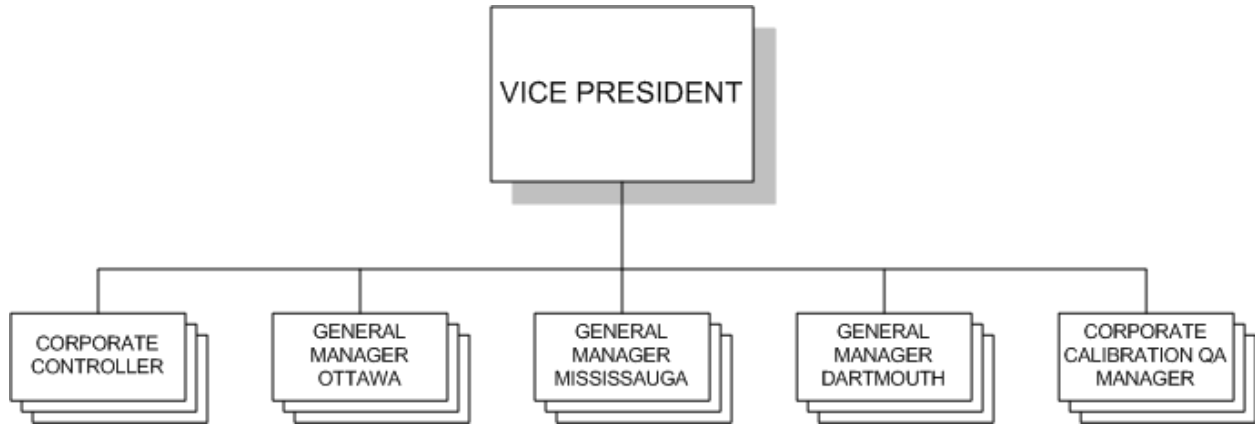 VICE PRESIDENT
CORPORATE
CONTROLLER
GENERAL
MANAGER
OTTAWA
GENERAL
MANAGER
MISSISSAUGA
GENERAL
MANAGER
DARTMOUTH
CORPORATE
CALIBRATION QA
MANAGER